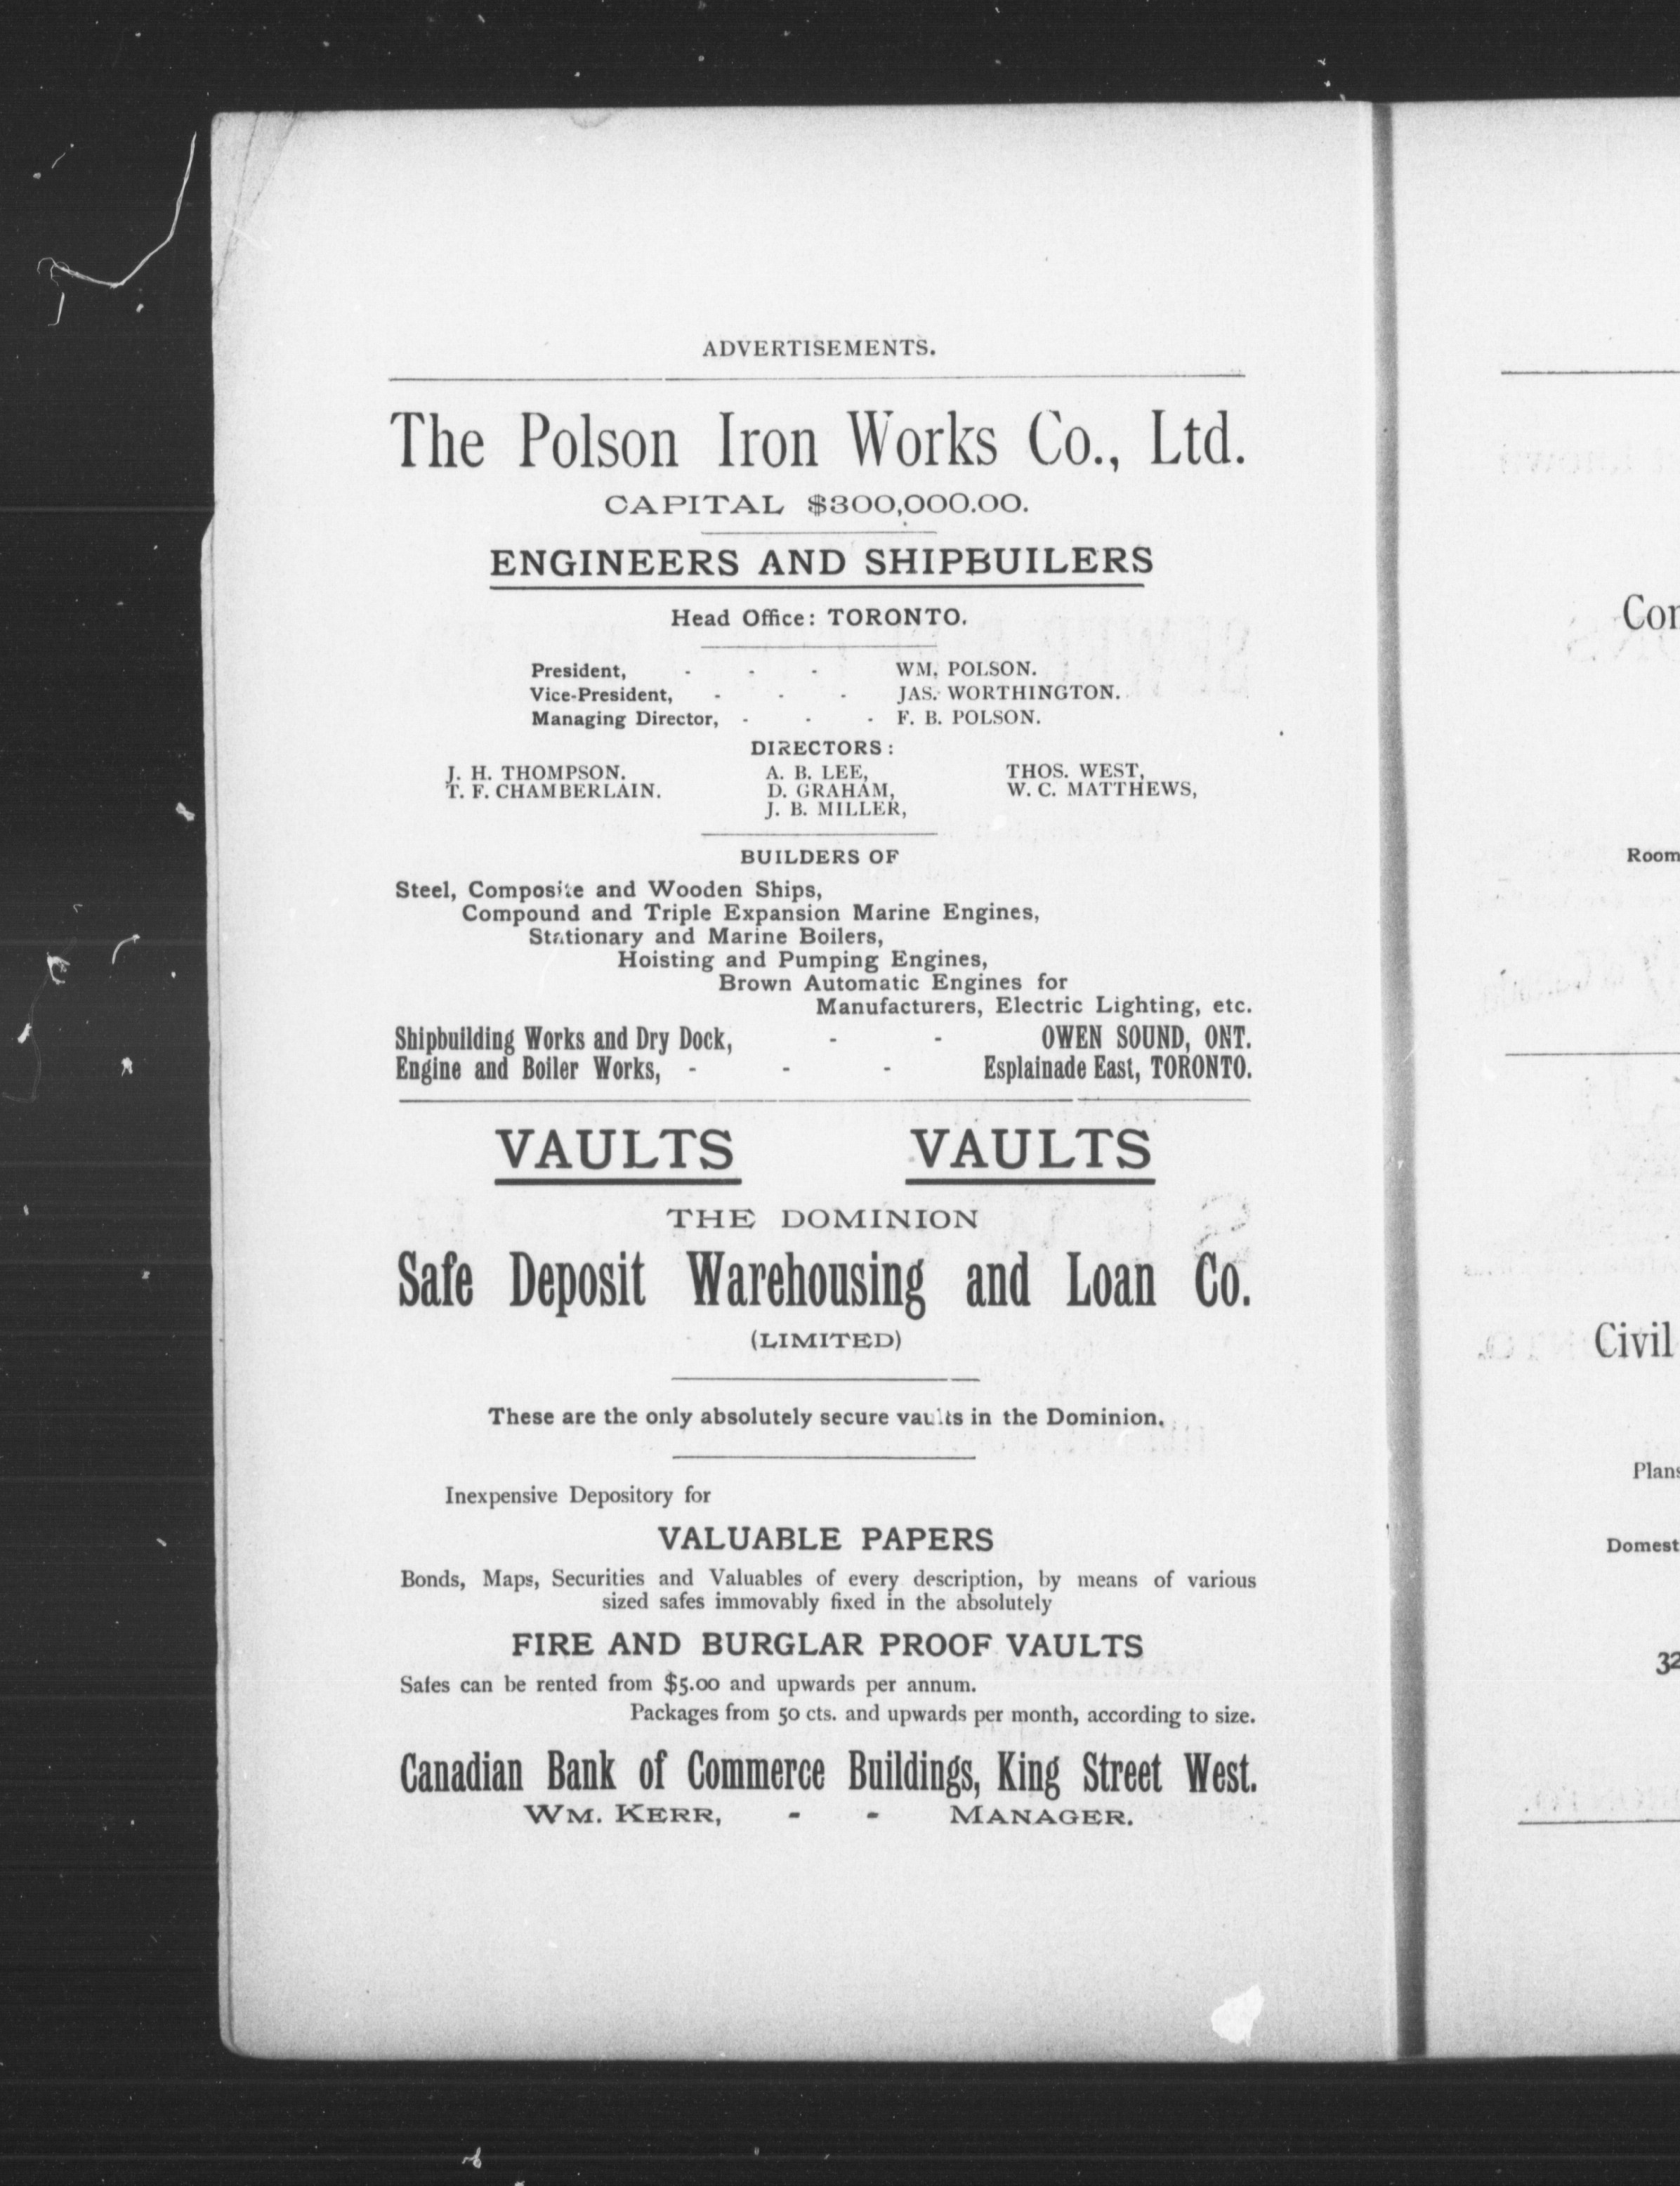 ADVERTISEMENTS.
The Polson Iron Works Co., Ltd.
CAPITAL $300,000.00.
ENGINEERS AND SHIPBUILERS
Head Office: TORONTO.
President, - - - WM. POLSON.
Vice-President, - - - JAS. WORTHINGTON.
Managing Director, - - - F. B. POLSON.
DIRECTORS:
J. H. THOMPSON. A. B. LEE, THOS. WEST,
T. F. CHAMBERLAIN. D. GRAHAM, W. C. MATTHEWS,
J. B. MILLER,
BUILDERS OF
Steel, Composite and Wooden Ships,
Compound and Triple Expansion Marine Engines,
Stationary and Marine Boilers,
Hoisting and Pumping Engines,
Brown Automatic Engines for
Manufacturers, Electric Lighting, etc.
Shipbuilding Works and Dry Dock, - - OWEN SOUND, ONT.
Engine and Boiler Works, - - - Esplainade East, TORONTO.
VAULTS VAULTS
THE DOMINION
Safe Deposit Warehousing and Loan Co.
(LIMITED)
These are the only absolutely secure vaults in the Dominion.
Inexpensive Depository for
VALUABLE PAPERS
Bonds, Maps, Securities and Valuables of every description, by means of various
sized safes immovably fixed in the absolutely
FIRE AND BURGLAR PROOF VAULTS
Safes can be rented from $5.00 and upwards per annum.
Packages from 50 cts. and upwards per month, according to size.
Canadian Bank of Commerce Buildings, King Street West.
WM. KERR, - - MANAGER.
Room
Civil
Plans
32